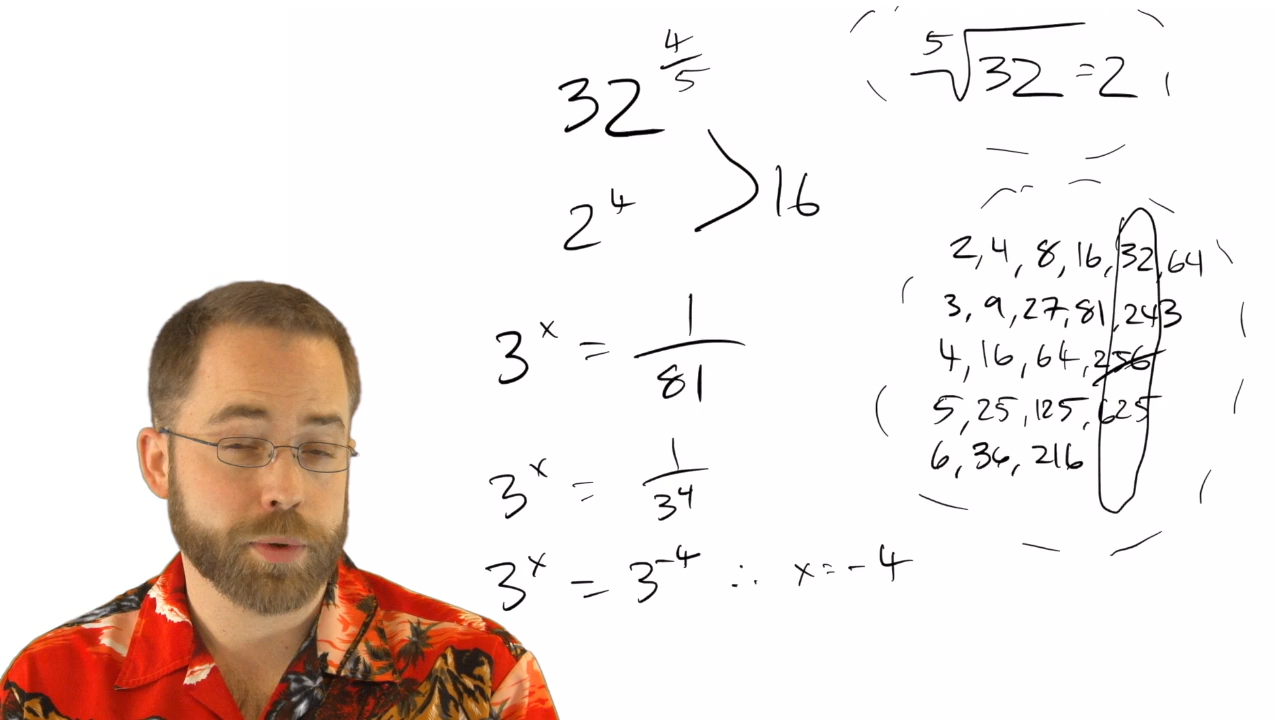 32^(4/5)
2^4 > 16
3^x = 1/81
3^x = 1/3^4
3^x = 3^-4 ∴ x = -4
⁵√32 = 2
2, 4, 8, 16, 32, 64
3, 9, 27, 81, 243
4, 16, 64, 256
5, 25, 125, 625
6, 36, 216